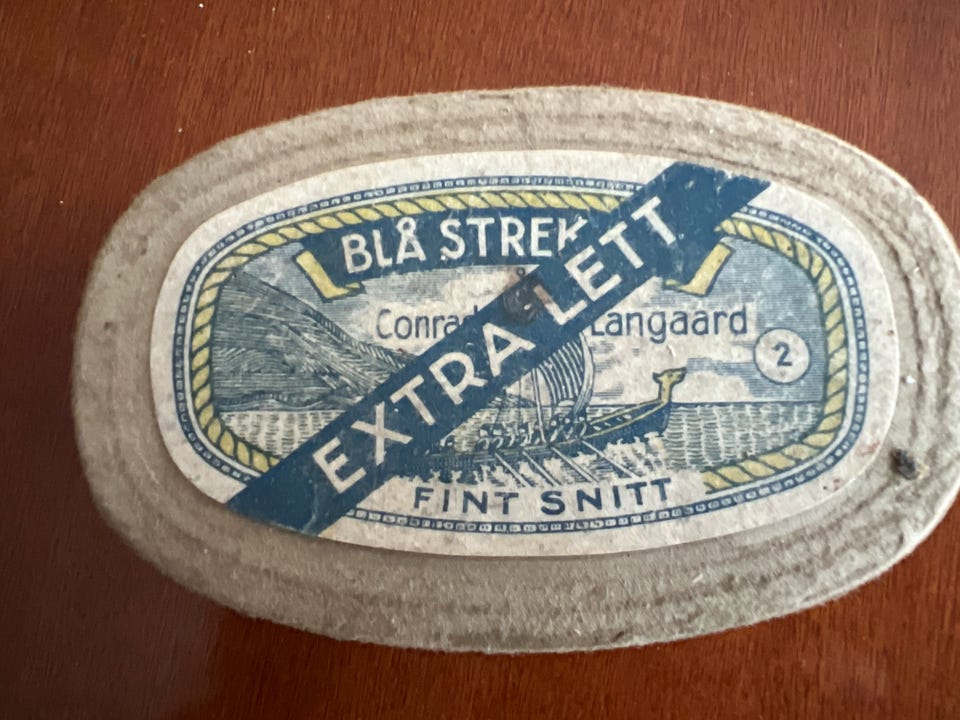 BLÅ STREK
Conrad Langaard
2
EXTRA LETT
FINT SNITT